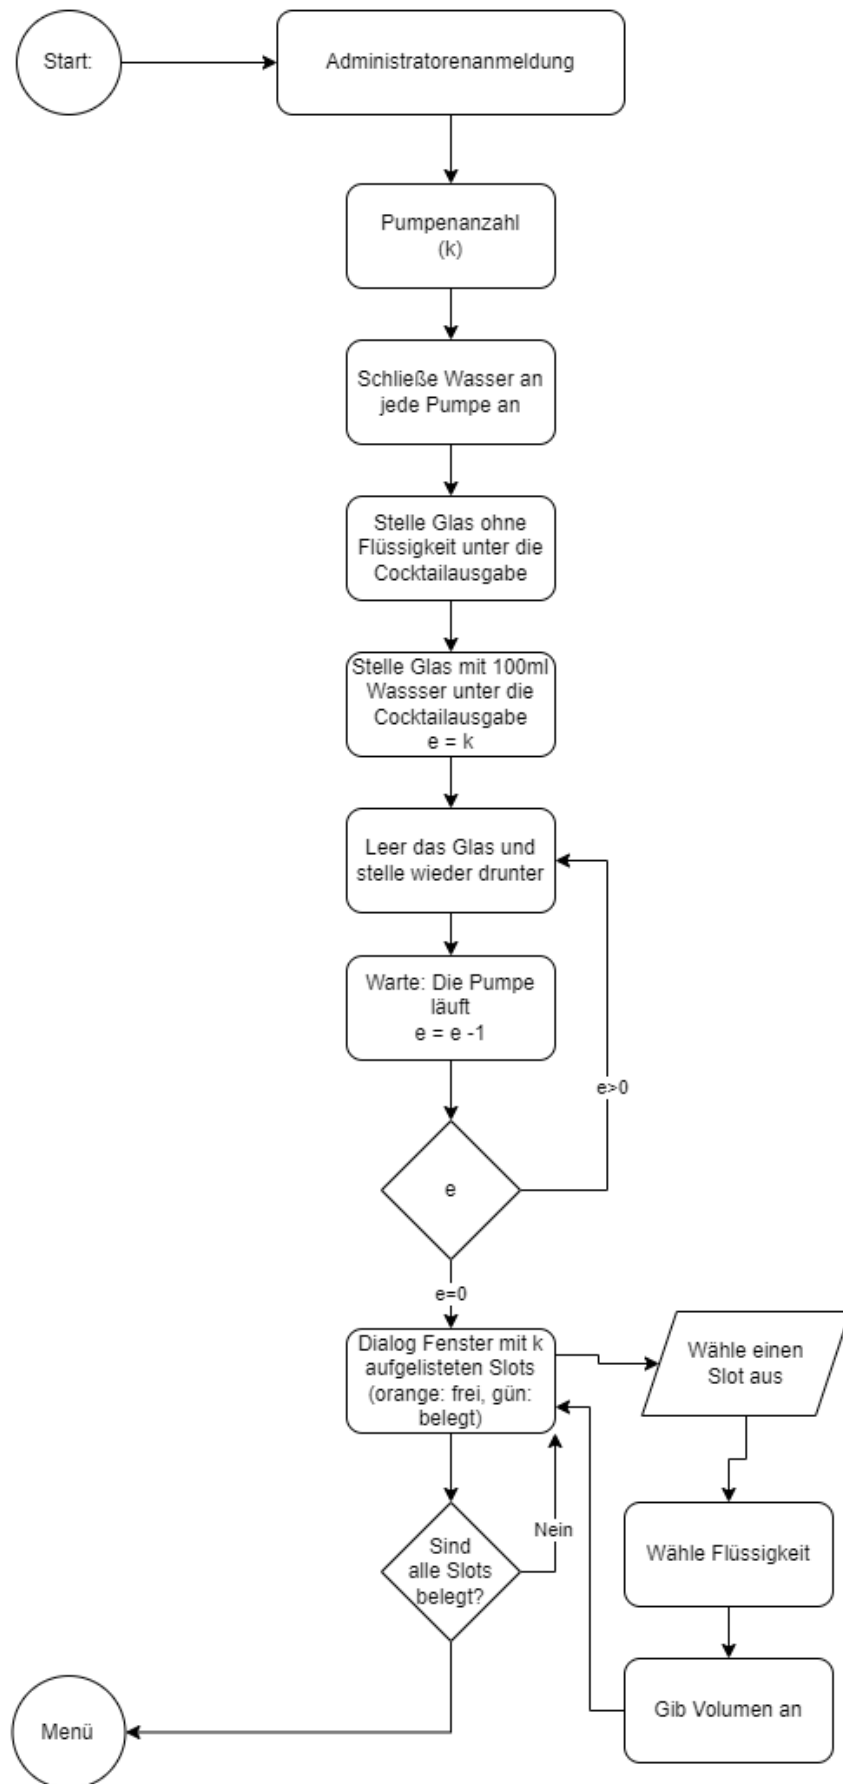 Start:
Administratorenanmeldung
Pumpenanzahl
(k)
Schließe Wasser an
jede Pumpe an
Stelle Glas ohne
Flüssigkeit unter die
Cocktailausgabe
Stelle Glas mit 100ml
Wassser unter die
Cocktailausgabe
e = k
Leer das Glas und
stelle wieder drunter
Warte: Die Pumpe
läuft
e = e -1
e>0
e
e=0
Dialog Fenster mit k
aufgelisteten Slots
(orange: frei, gün:
belegt)
Wähle einen
Slot aus
Nein
Sind
alle Slots
belegt?
Wähle Flüssigkeit
Gib Volumen an
Menü